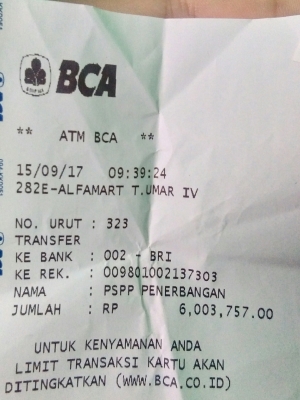 BCA
** ATM BCA **
15/09/17 09:39:24
282E-ALFAMART T.UMAR IV
NO. URUT : 323
TRANSFER
KE BANK : 002 - BRI
KE REK. : 009801002137303
NAMA : PSPP PENERBANGAN
JUMLAH : RP 6,003,757.00
UNTUK KENYAMANAN ANDA
LIMIT TRANSAKSI KARTU AKAN
DITINGKATKAN (WWW.BCA.CO.ID)